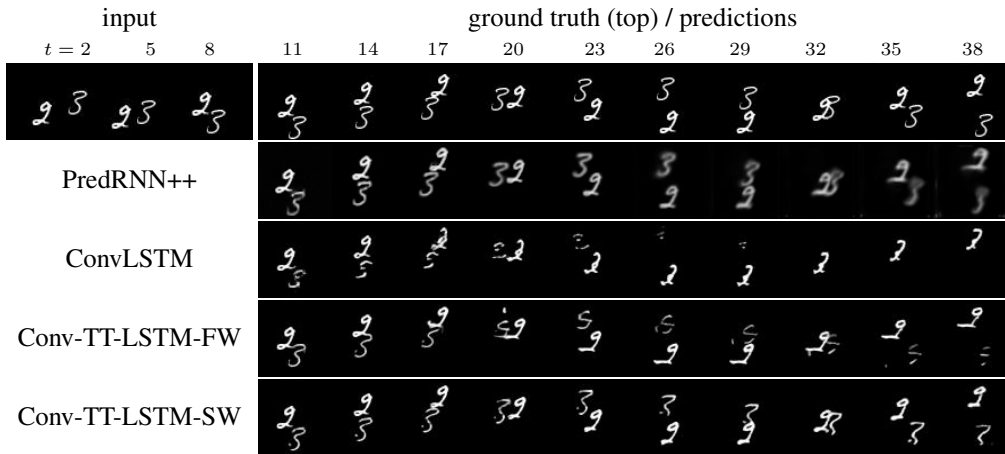 input ground truth (top) / predictions
t = 2 5 8 11 14 17 20 23 26 29 32 35 38
PredRNN++
ConvLSTM
Conv-TT-LSTM-FW
Conv-TT-LSTM-SW